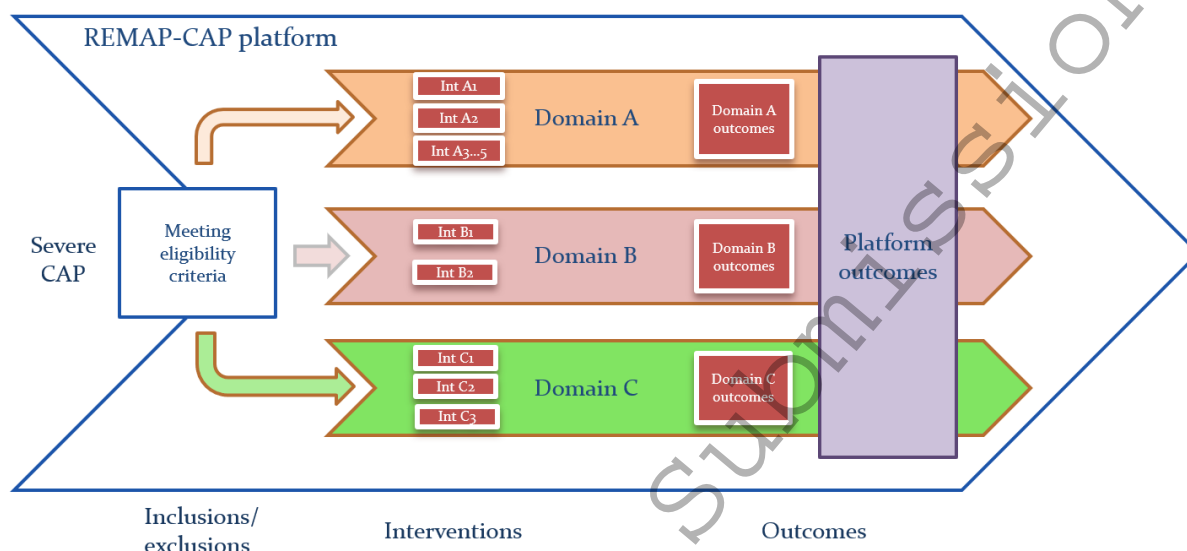 REMAP-CAP platform
Int A1
Int A2
Int A3...5
Domain A
Domain A
outcomes
Severe
CAP
Meeting
eligibility
criteria
Int B1
Int B2
Domain B
Domain B
outcomes
Platform
outcomes
Int C1
Int C2
Int C3
Domain C
Domain C
outcomes
Submission
Inclusions/
exclusions
Interventions
Outcomes